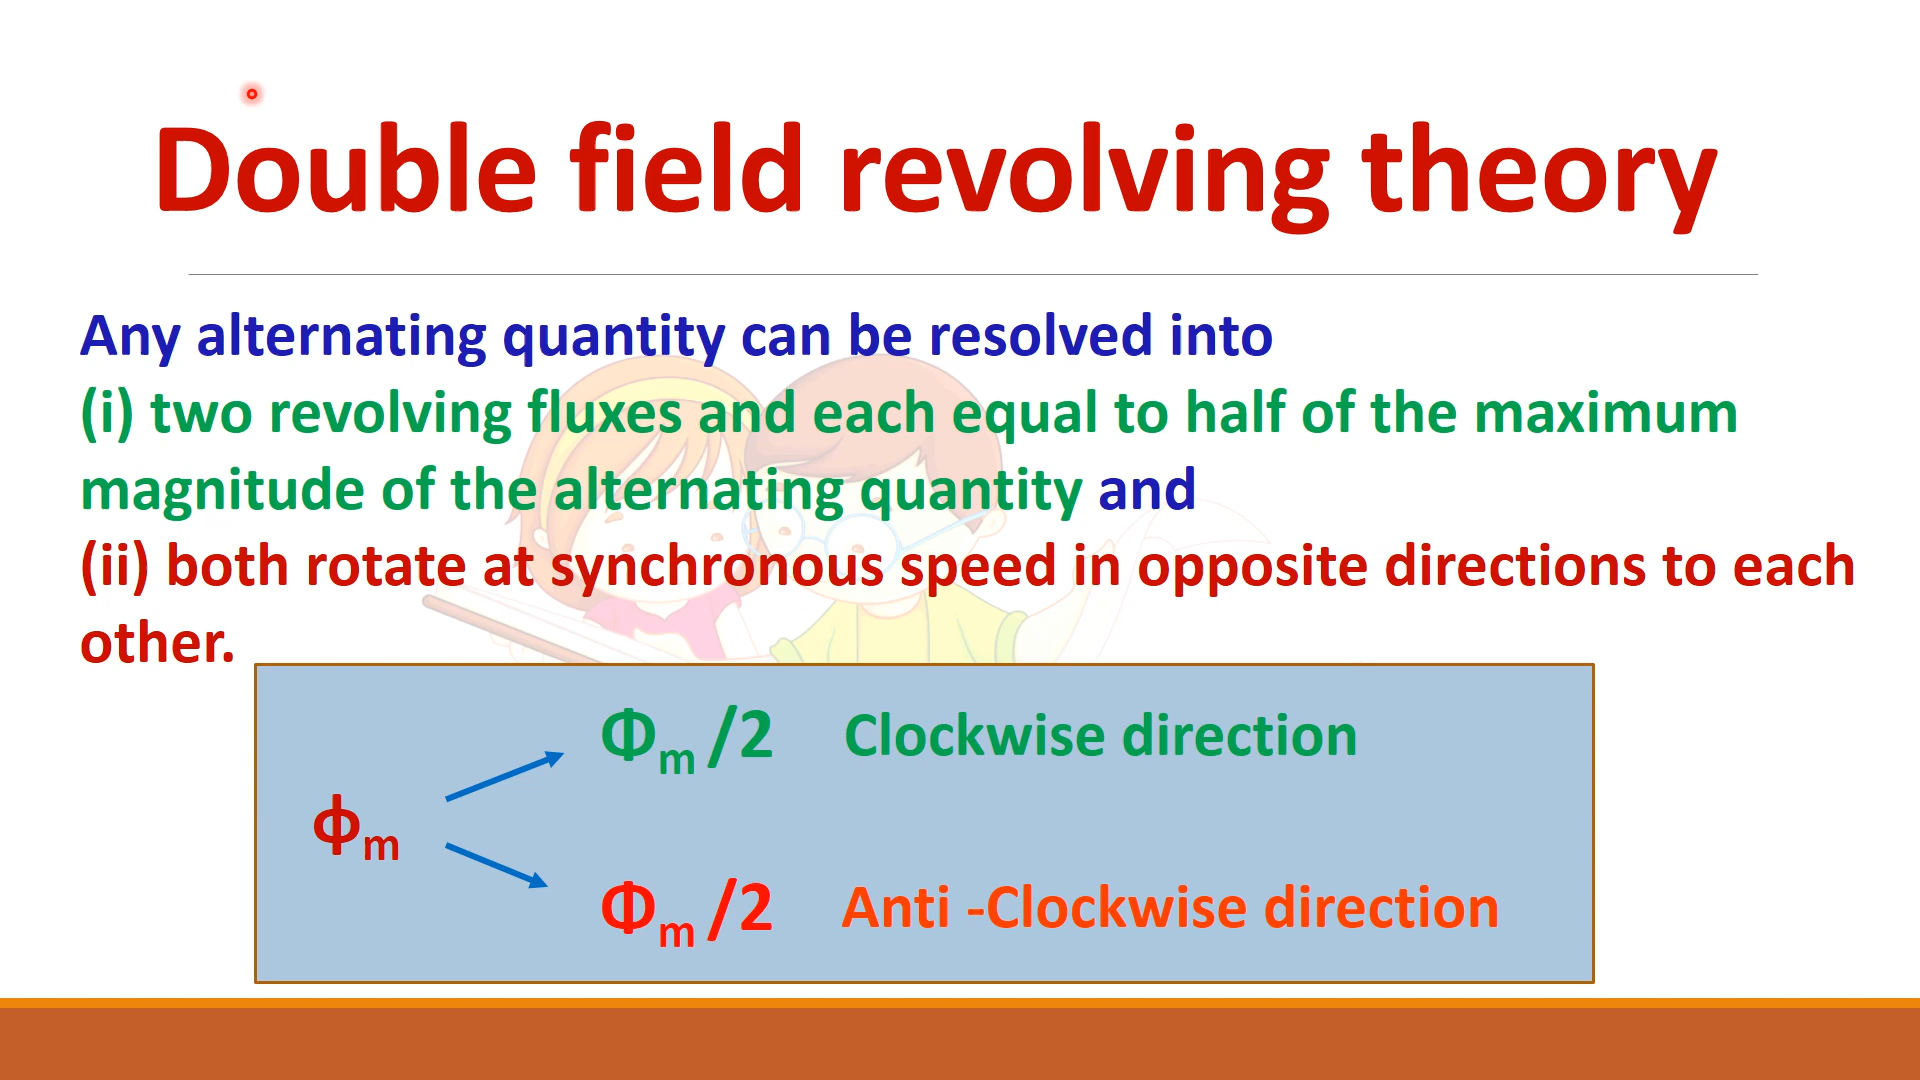 Double field revolving theory
Any alternating quantity can be resolved into
(i) two revolving fluxes and each equal to half of the maximum
magnitude of the alternating quantity and
(ii) both rotate at synchronous speed in opposite directions to each
other.
Φm /2 Clockwise direction
ϕm
Φm /2 Anti -Clockwise direction